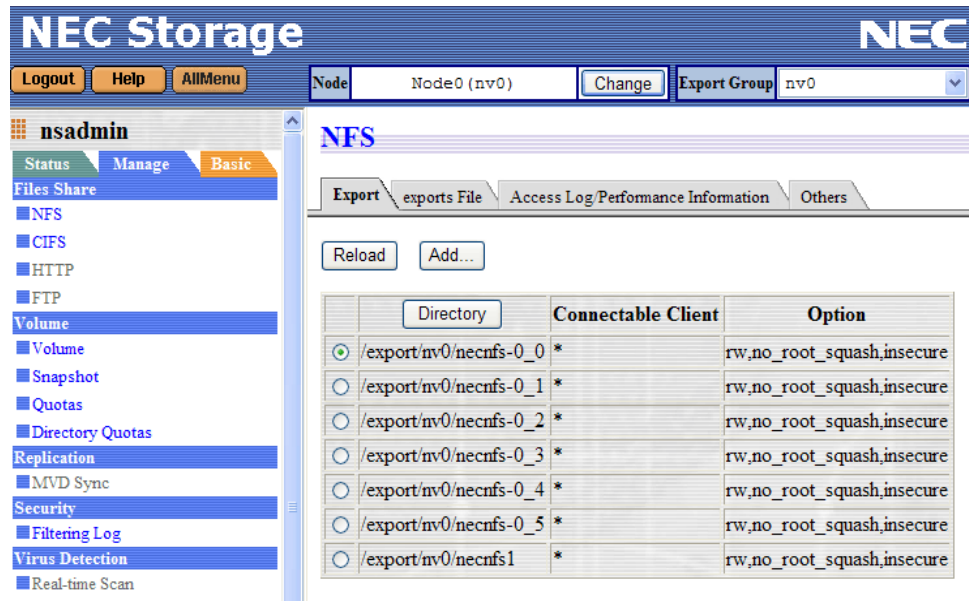 NEC Storage
NEC
Logout Help AllMenu
Node Node0 (nv0) Change Export Group nv0
nsadmin
Status Manage Basic
Files Share
NFS
CIFS
HTTP
FTP
Volume
Volume
Snapshot
Quotas
Directory Quotas
Replication
MVD Sync
Security
Filtering Log
Virus Detection
Real-time Scan
NFS
Export exports File Access Log/Performance Information Others
Reload Add...
Directory Connectable Client Option
/export/nv0/necnfs-0_0 * rw,no_root_squash,insecure
/export/nv0/necnfs-0_1 * rw,no_root_squash,insecure
/export/nv0/necnfs-0_2 * rw,no_root_squash,insecure
/export/nv0/necnfs-0_3 * rw,no_root_squash,insecure
/export/nv0/necnfs-0_4 * rw,no_root_squash,insecure
/export/nv0/necnfs-0_5 * rw,no_root_squash,insecure
/export/nv0/necnfs1 * rw,no_root_squash,insecure